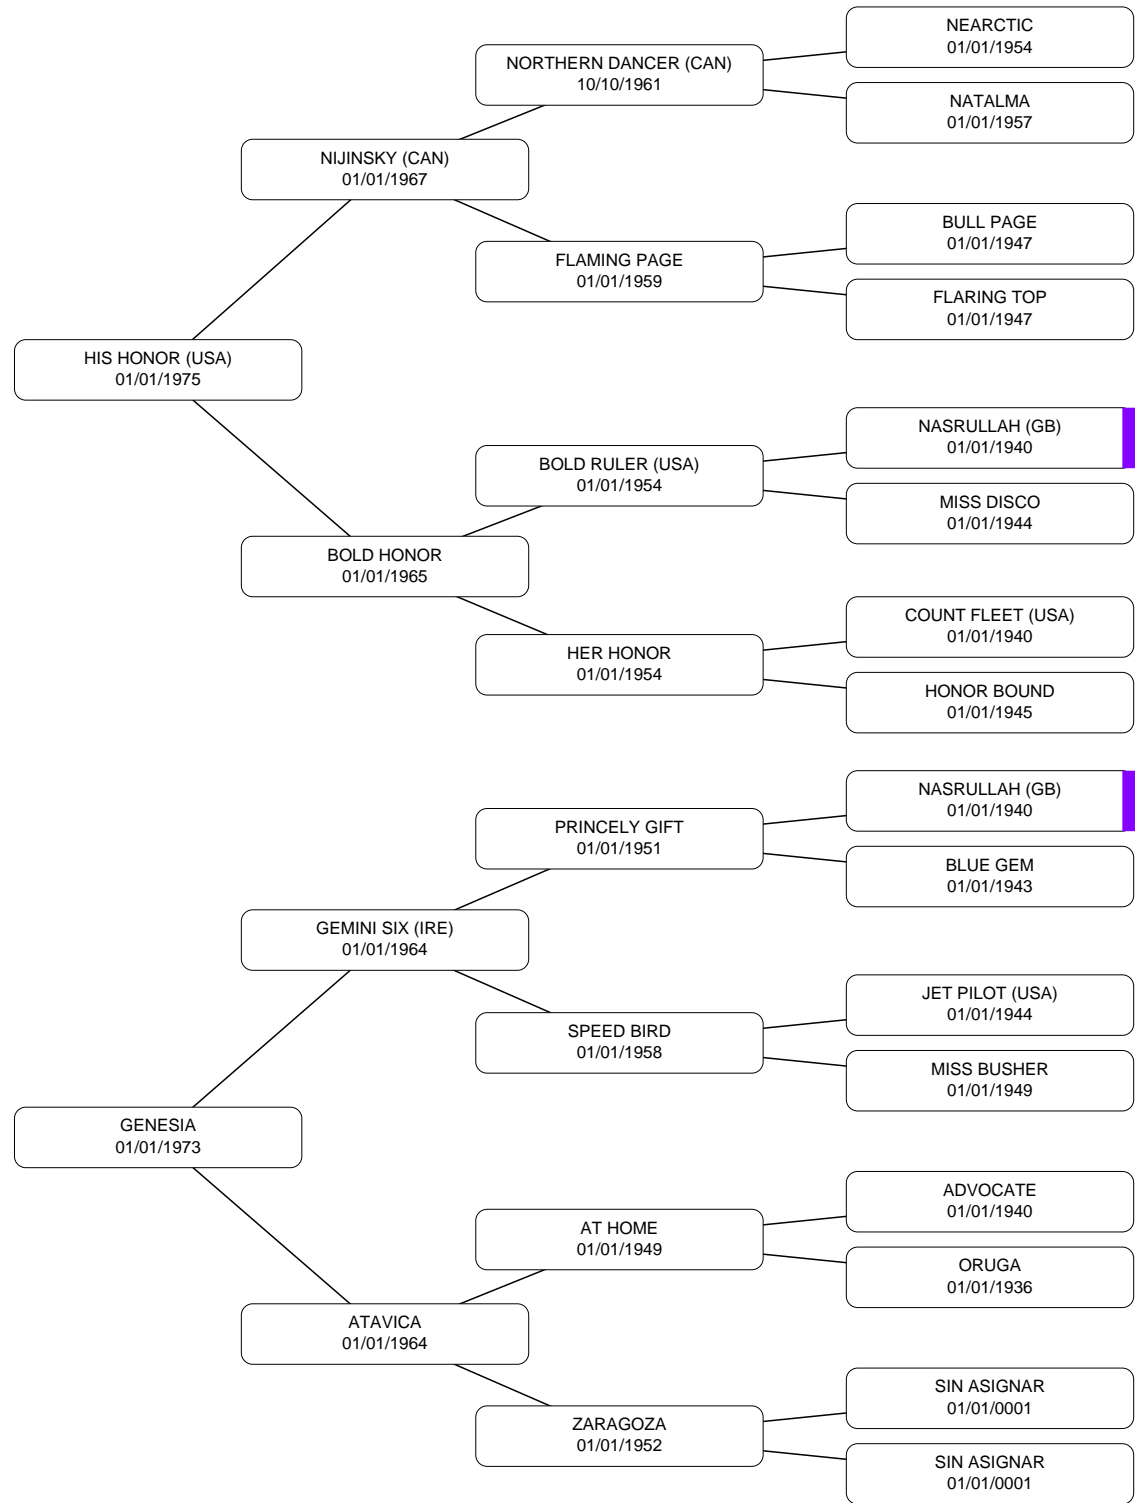 NEARCTIC
01/01/1954
NORTHERN DANCER (CAN)
10/10/1961
NATALMA
01/01/1957
NIJINSKY (CAN)
01/01/1967
BULL PAGE
01/01/1947
FLAMING PAGE
01/01/1959
FLARING TOP
01/01/1947
HIS HONOR (USA)
01/01/1975
NASRULLAH (GB)
01/01/1940
BOLD RULER (USA)
01/01/1954
MISS DISCO
01/01/1944
BOLD HONOR
01/01/1965
COUNT FLEET (USA)
01/01/1940
HER HONOR
01/01/1954
HONOR BOUND
01/01/1945
NASRULLAH (GB)
01/01/1940
PRINCELY GIFT
01/01/1951
BLUE GEM
01/01/1943
GEMINI SIX (IRE)
01/01/1964
JET PILOT (USA)
01/01/1944
SPEED BIRD
01/01/1958
MISS BUSHER
01/01/1949
GENESIA
01/01/1973
ADVOCATE
01/01/1940
AT HOME
01/01/1949
ORUGA
01/01/1936
ATAVICA
01/01/1964
SIN ASIGNAR
01/01/0001
ZARAGOZA
01/01/1952
SIN ASIGNAR
01/01/0001